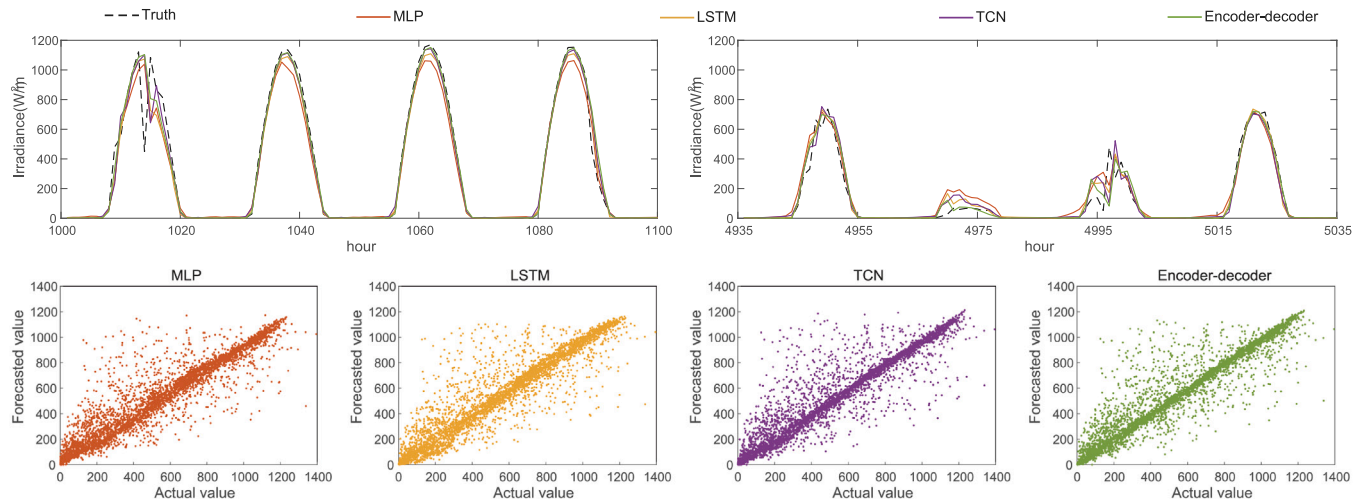 Truth MLP LSTM TCN Encoder-decoder
1200 1200
1000 1000
800 800
600 600
400 400
200 200
0 0
Irradiance(W/m² Irradiance(W/m²
1000 1020 1040 1060 1080 1100 4935 4955 4975 4995 5015 5035
hour hour
MLP LSTM TCN Encoder-decoder
1400 1400 1400 1400
1200 1200 1200 1200
1000 1000 1000 1000
800 800 800 800
600 600 600 600
400 400 400 400
200 200 200 200
0 0 0 0
Forecasted value Forecasted value Forecasted value Forecasted value
0 200 400 600 800 1000 1200 1400 0 200 400 600 800 1000 1200 1400 0 200 400 600 800 1000 1200 1400 0 200 400 600 800 1000 1200 1400
Actual value Actual value Actual value Actual value